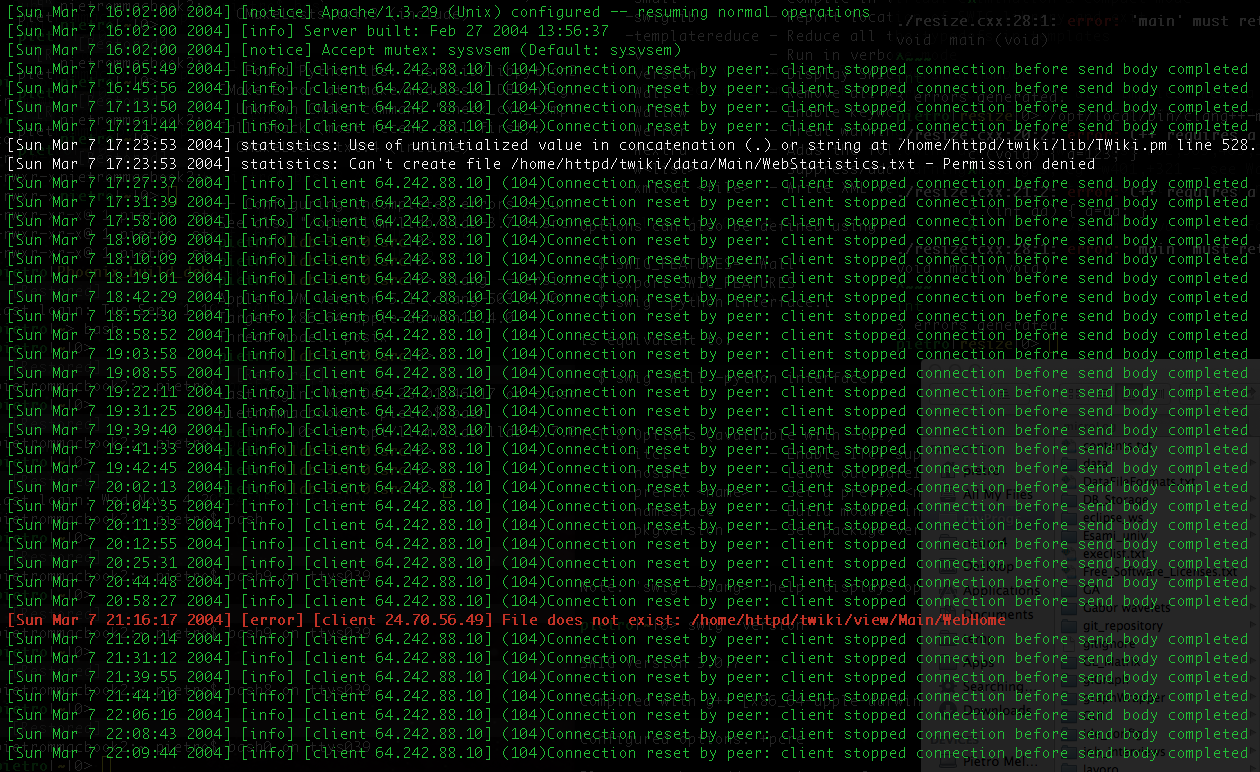 [Sun Mar 7 16:02:00 2004] [notice] Apache/1.3.29 (Unix) configured -- resuming normal operations
[Sun Mar 7 16:02:00 2004] [info] Server built: Feb 27 2004 13:56:37
[Sun Mar 7 16:02:00 2004] [notice] Accept mutex: sysvsem (Default: sysvsem)
[Sun Mar 7 16:05:49 2004] [info] [client 64.242.88.10] (104)Connection reset by peer: client stopped connection before send body completed
[Sun Mar 7 16:45:56 2004] [info] [client 64.242.88.10] (104)Connection reset by peer: client stopped connection before send body completed
[Sun Mar 7 17:13:50 2004] [info] [client 64.242.88.10] (104)Connection reset by peer: client stopped connection before send body completed
[Sun Mar 7 17:21:44 2004] [info] [client 64.242.88.10] (104)Connection reset by peer: client stopped connection before send body completed
[Sun Mar 7 17:23:53 2004] statistics: Use of uninitialized value in concatenation (.) or string at /home/httpd/twiki/lib/TWiki.pm line 528.
[Sun Mar 7 17:23:53 2004] statistics: Can't create file /home/httpd/twiki/data/Main/WebStatistics.txt - Permission denied
[Sun Mar 7 17:27:37 2004] [info] [client 64.242.88.10] (104)Connection reset by peer: client stopped connection before send body completed
[Sun Mar 7 17:31:39 2004] [info] [client 64.242.88.10] (104)Connection reset by peer: client stopped connection before send body completed
[Sun Mar 7 17:58:00 2004] [info] [client 64.242.88.10] (104)Connection reset by peer: client stopped connection before send body completed
[Sun Mar 7 18:00:09 2004] [info] [client 64.242.88.10] (104)Connection reset by peer: client stopped connection before send body completed
[Sun Mar 7 18:10:09 2004] [info] [client 64.242.88.10] (104)Connection reset by peer: client stopped connection before send body completed
[Sun Mar 7 18:19:01 2004] [info] [client 64.242.88.10] (104)Connection reset by peer: client stopped connection before send body completed
[Sun Mar 7 18:42:29 2004] [info] [client 64.242.88.10] (104)Connection reset by peer: client stopped connection before send body completed
[Sun Mar 7 18:52:30 2004] [info] [client 64.242.88.10] (104)Connection reset by peer: client stopped connection before send body completed
[Sun Mar 7 18:58:52 2004] [info] [client 64.242.88.10] (104)Connection reset by peer: client stopped connection before send body completed
[Sun Mar 7 19:03:58 2004] [info] [client 64.242.88.10] (104)Connection reset by peer: client stopped connection before send body completed
[Sun Mar 7 19:08:55 2004] [info] [client 64.242.88.10] (104)Connection reset by peer: client stopped connection before send body completed
[Sun Mar 7 19:22:11 2004] [info] [client 64.242.88.10] (104)Connection reset by peer: client stopped connection before send body completed
[Sun Mar 7 19:31:25 2004] [info] [client 64.242.88.10] (104)Connection reset by peer: client stopped connection before send body completed
[Sun Mar 7 19:39:40 2004] [info] [client 64.242.88.10] (104)Connection reset by peer: client stopped connection before send body completed
[Sun Mar 7 19:41:33 2004] [info] [client 64.242.88.10] (104)Connection reset by peer: client stopped connection before send body completed
[Sun Mar 7 19:42:45 2004] [info] [client 64.242.88.10] (104)Connection reset by peer: client stopped connection before send body completed
[Sun Mar 7 20:02:13 2004] [info] [client 64.242.88.10] (104)Connection reset by peer: client stopped connection before send body completed
[Sun Mar 7 20:04:35 2004] [info] [client 64.242.88.10] (104)Connection reset by peer: client stopped connection before send body completed
[Sun Mar 7 20:11:33 2004] [info] [client 64.242.88.10] (104)Connection reset by peer: client stopped connection before send body completed
[Sun Mar 7 20:12:55 2004] [info] [client 64.242.88.10] (104)Connection reset by peer: client stopped connection before send body completed
[Sun Mar 7 20:25:31 2004] [info] [client 64.242.88.10] (104)Connection reset by peer: client stopped connection before send body completed
[Sun Mar 7 20:44:48 2004] [info] [client 64.242.88.10] (104)Connection reset by peer: client stopped connection before send body completed
[Sun Mar 7 20:58:27 2004] [info] [client 64.242.88.10] (104)Connection reset by peer: client stopped connection before send body completed
[Sun Mar 7 21:16:17 2004] [error] [client 24.70.56.49] File does not exist: /home/httpd/twiki/view/Main/WebHome
[Sun Mar 7 21:20:14 2004] [info] [client 64.242.88.10] (104)Connection reset by peer: client stopped connection before send body completed
[Sun Mar 7 21:31:12 2004] [info] [client 64.242.88.10] (104)Connection reset by peer: client stopped connection before send body completed
[Sun Mar 7 21:39:55 2004] [info] [client 64.242.88.10] (104)Connection reset by peer: client stopped connection before send body completed
[Sun Mar 7 21:44:10 2004] [info] [client 64.242.88.10] (104)Connection reset by peer: client stopped connection before send body completed
[Sun Mar 7 22:06:16 2004] [info] [client 64.242.88.10] (104)Connection reset by peer: client stopped connection before send body completed
[Sun Mar 7 22:08:43 2004] [info] [client 64.242.88.10] (104)Connection reset by peer: client stopped connection before send body completed
[Sun Mar 7 22:09:44 2004] [info] [client 64.242.88.10] (104)Connection reset by peer: client stopped connection before send body completed